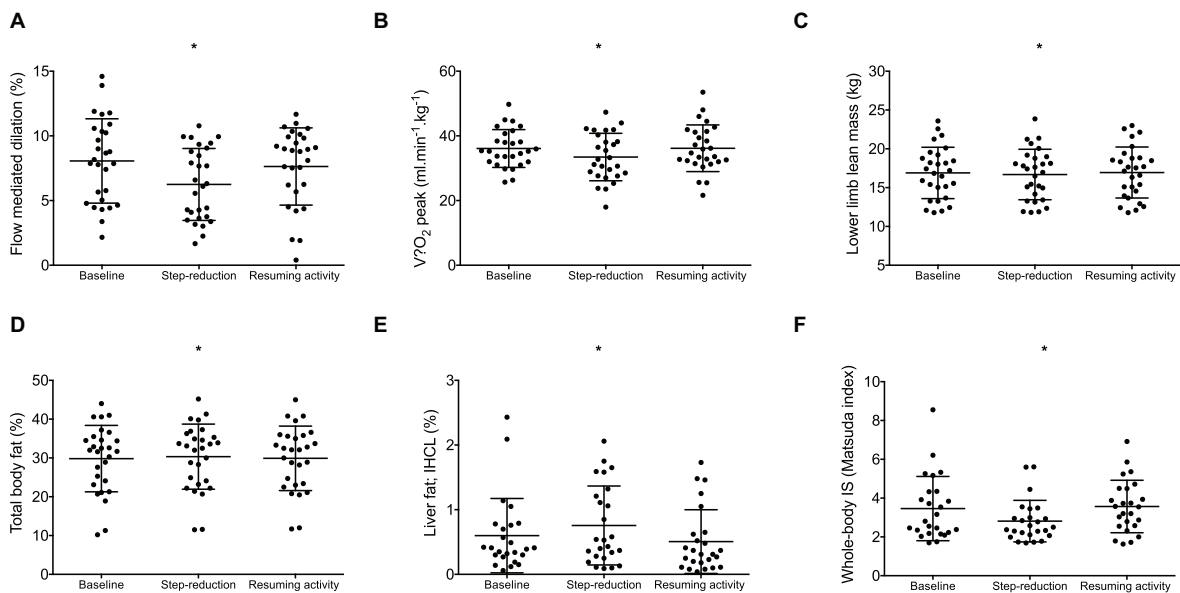 A
*
Flow mediated dilation (%)
15
10
5
0
Baseline Step-reduction Resuming activity
B
*
V?O₂ peak (ml.min⁻¹.kg⁻¹)
60
40
20
0
Baseline Step-reduction Resuming activity
C
*
Lower limb lean mass (kg)
30
25
20
15
10
5
Baseline Step-reduction Resuming activity
D
*
Total body fat (%)
50
40
30
20
10
0
Baseline Step-reduction Resuming activity
E
*
Liver fat; IHCL (%)
3
2
1
0
Baseline Step-reduction Resuming activity
F
*
Whole-body IS (Matsuda index)
10
8
6
4
2
0
Baseline Step-reduction Resuming activity